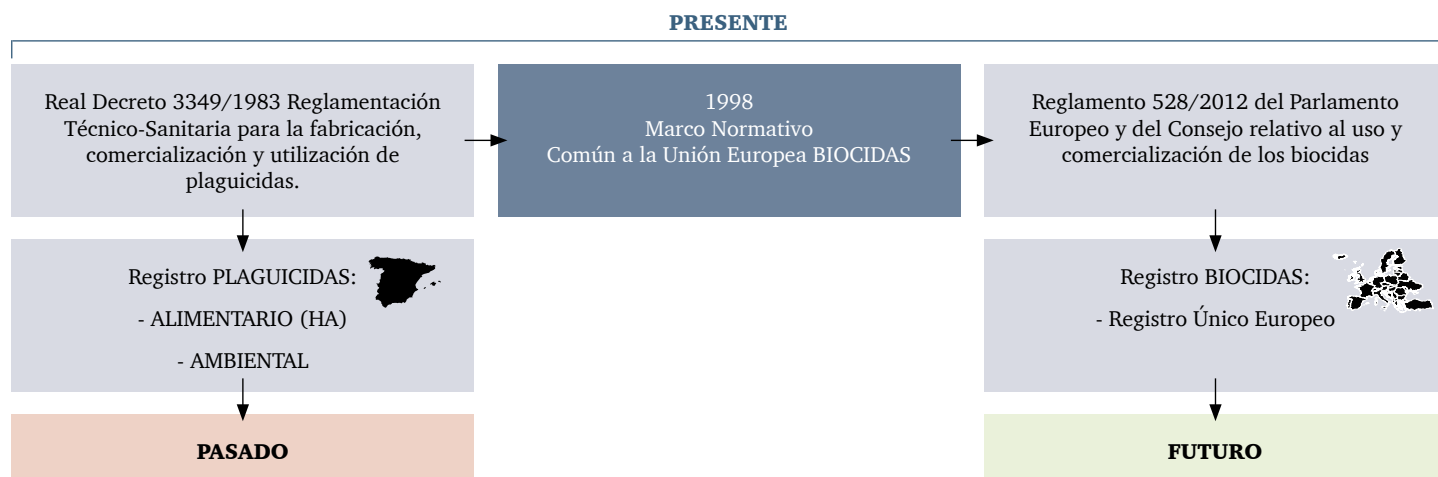 PRESENTE
Real Decreto 3349/1983 Reglamentación
Técnico-Sanitaria para la fabricación,
comercialización y utilización de
plaguicidas.
1998
Marco Normativo
Común a la Unión Europea BIOCIDAS
Reglamento 528/2012 del Parlamento
Europeo y del Consejo relativo al uso y
comercialización de los biocidas
Registro PLAGUICIDAS:
- ALIMENTARIO (HA)
- AMBIENTAL
Registro BIOCIDAS:
- Registro Único Europeo
PASADO
FUTURO